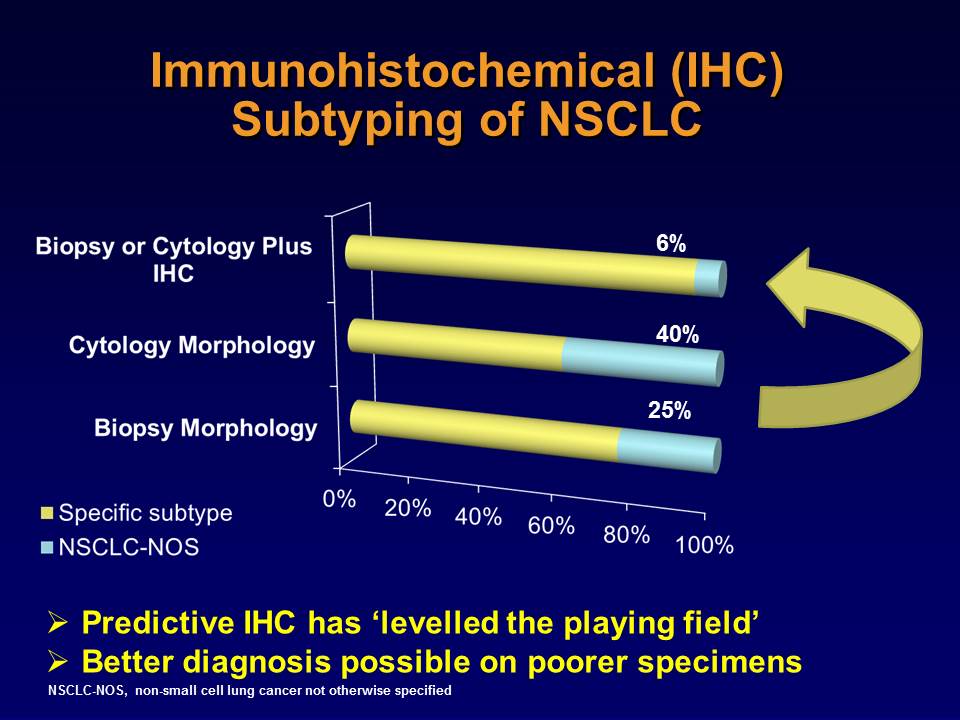 Immunohistochemical (IHC)
Subtyping of NSCLC
Biopsy or Cytology Plus
IHC
6%
Cytology Morphology
40%
Biopsy Morphology
25%
0%
20%
40%
60%
80%
100%
Specific subtype
NSCLC-NOS
Predictive IHC has ‘levelled the playing field’
Better diagnosis possible on poorer specimens
NSCLC-NOS, non-small cell lung cancer not otherwise specified